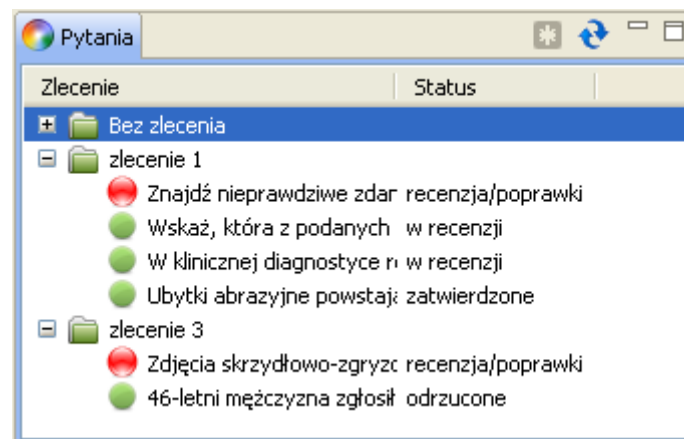 Pytania
Zlecenie Status
Bez zlecenia
zlecenie 1
Znajdź nieprawdziwe zdan recenzja/poprawki
Wskaż, która z podanych w recenzji
W klinicznej diagnostyce w recenzji
Ubytki abrazyjne powstają zatwierdzone
zlecenie 3
Zdjęcia skrzydłowo-zgryzo recenzja/poprawki
46-letni mężczyzna zgłosił odrzucone